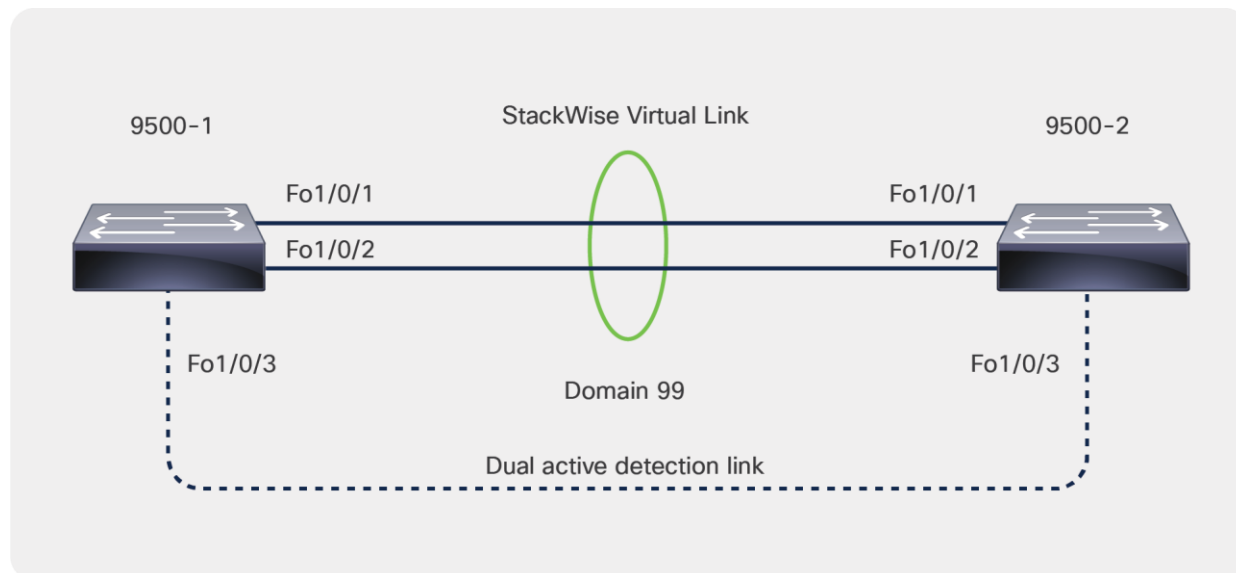 StackWise Virtual Link
9500-1
9500-2
Fo1/0/1
Fo1/0/1
Fo1/0/2
Fo1/0/2
Fo1/0/3
Fo1/0/3
Domain 99
Dual active detection link